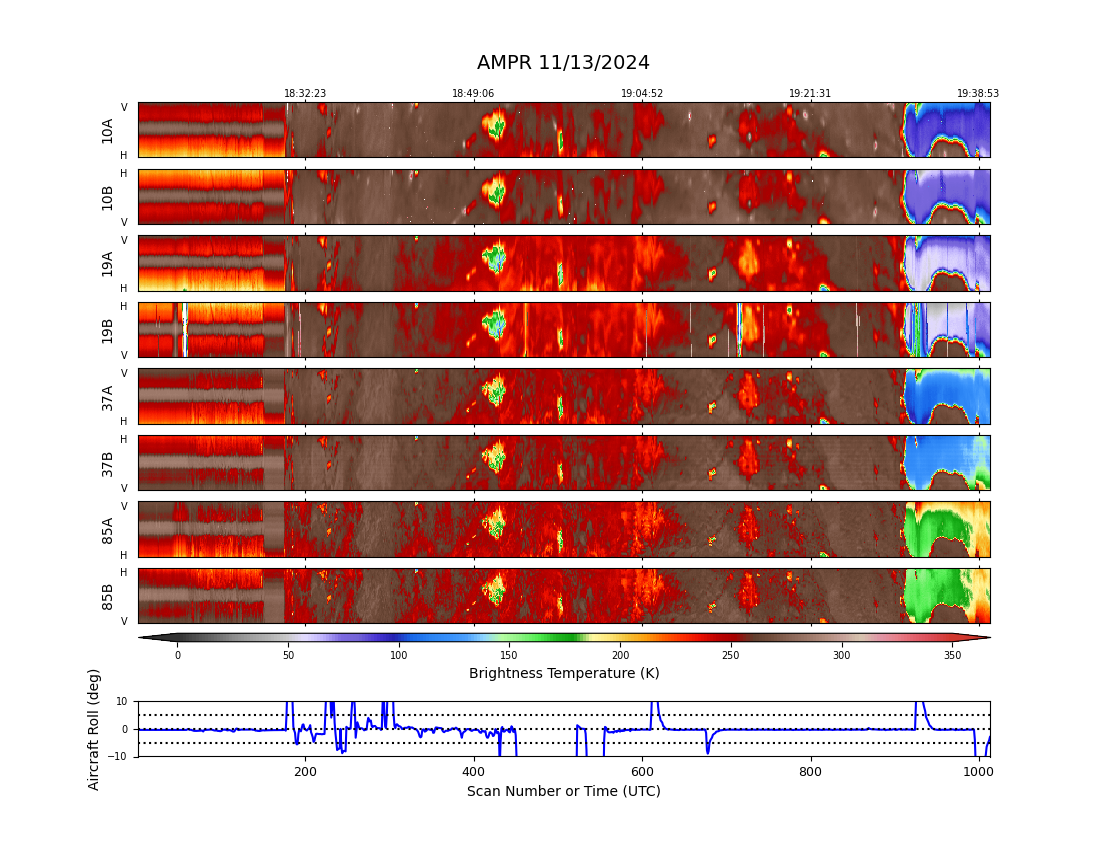 AMPR 11/13/2024
18:32:23 18:49:06 19:04:52 19:21:31 19:38:53
V
10A
H
H
10B
V
V
19A
H
H
19B
V
V
37A
H
H
37B
V
V
85A
H
H
85B
V
0 50 100 150 200 250 300 350
Brightness Temperature (K)
Aircraft Roll (deg)
10
0
−10
200 400 600 800 1000
Scan Number or Time (UTC)